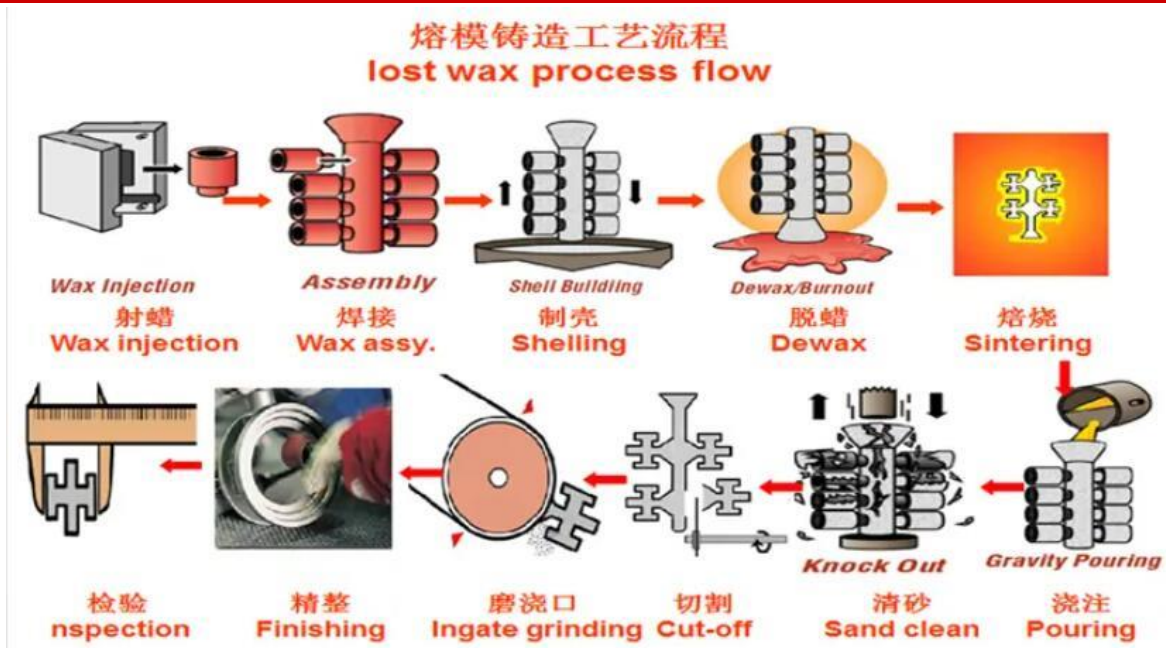 熔模铸造工艺流程
lost wax process flow
Wax Injection
Assembly
Shell Building
Dewax/Burnout
射蜡
焊接
制壳
脱蜡
焙烧
Wax injection
Wax assy.
Shelling
Dewax
Sintering
Knock Out
Gravity Pouring
检验
精整
磨浇口
切割
清砂
浇注
nspection
Finishing
Ingate grinding
Cut-off
Sand clean
Pouring